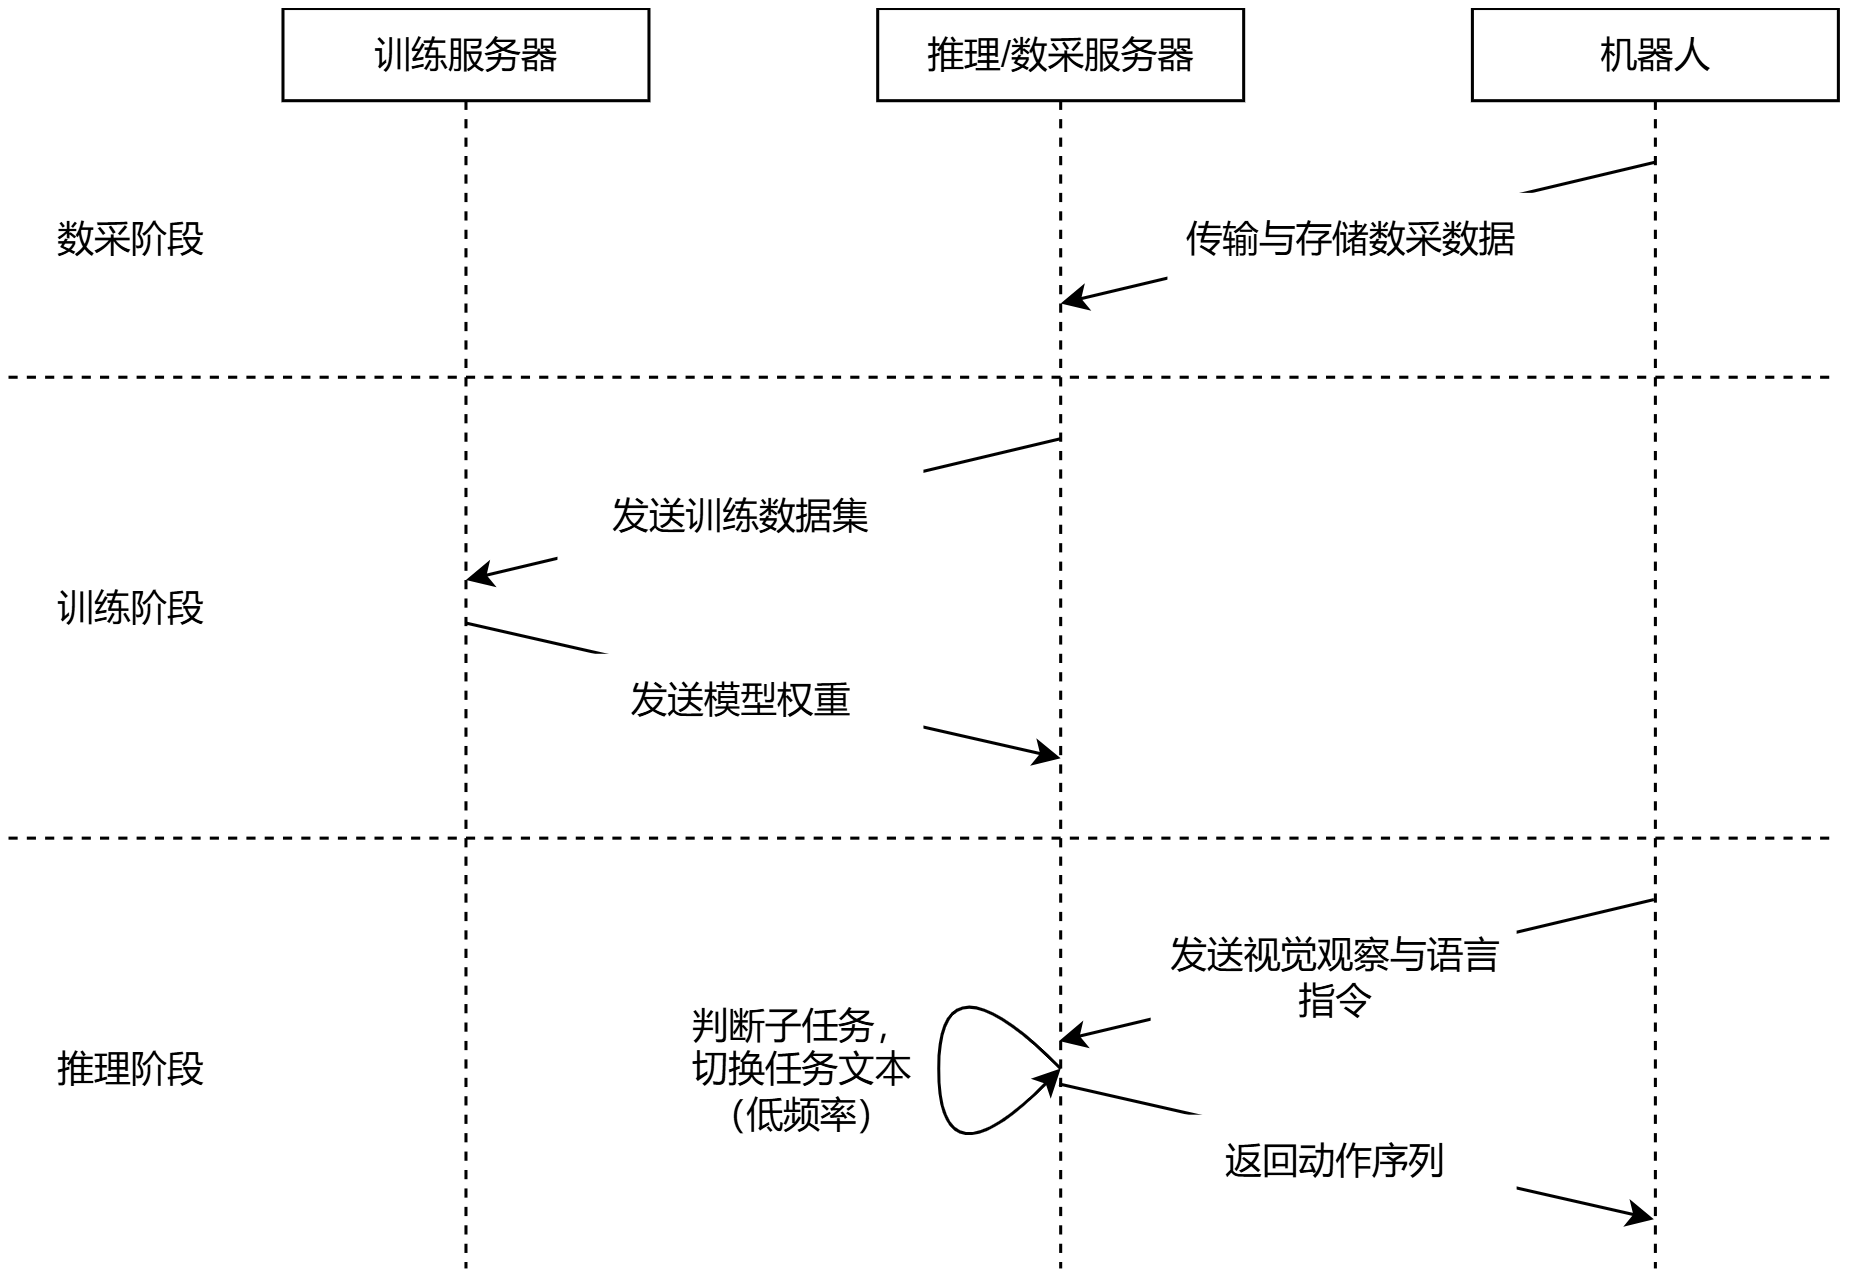 训练服务器
推理/数采服务器
机器人
数采阶段
传输与存储数采数据
发送训练数据集
训练阶段
发送模型权重
发送视觉观察与语言
指令
判断子任务，
切换任务文本
（低频率）
推理阶段
返回动作序列